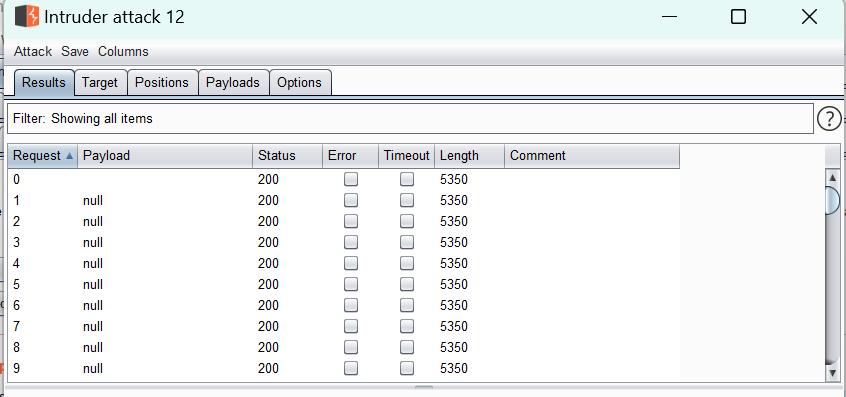 Intruder attack 12
Attack Save Columns
Results Target Positions Payloads Options
Filter: Showing all items ?
Request Payload Status Error Timeout Length Comment
0 200 5350
1 null 200 5350
2 null 200 5350
3 null 200 5350
4 null 200 5350
5 null 200 5350
6 null 200 5350
7 null 200 5350
8 null 200 5350
9 null 200 5350